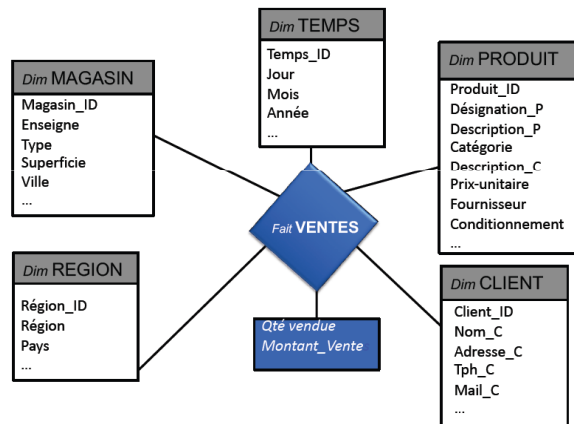 Dim TEMPS
Temps_ID
Jour
Mois
Année
...
Dim MAGASIN
Magasin_ID
Enseigne
Type
Superficie
Ville
...
Dim PRODUIT
Produit_ID
Désignation_P
Description_P
Catégorie
Description_C
Prix-unitaire
Fournisseur
Conditionnement
...
Fait VENTES
Qté vendue
Montant_Vente
Dim REGION
Région_ID
Région
Pays
...
Dim CLIENT
Client_ID
Nom_C
Adresse_C
Tph_C
Mail_C
...